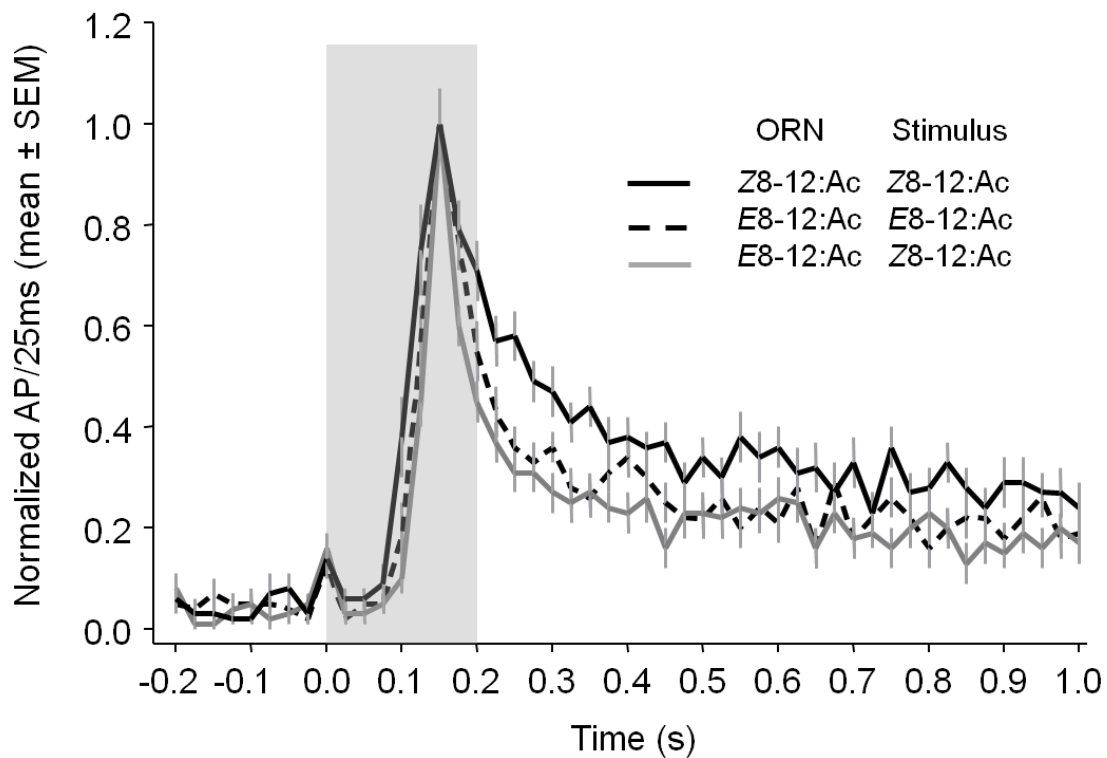 Normalized AP/25ms (mean ± SEM)
1.2
1.0
0.8
0.6
0.4
0.2
0.0
ORN Stimulus
Z8-12:Ac Z8-12:Ac
E8-12:Ac E8-12:Ac
E8-12:Ac Z8-12:Ac
-0.2 -0.1 0.0 0.1 0.2 0.3 0.4 0.5 0.6 0.7 0.8 0.9 1.0
Time (s)